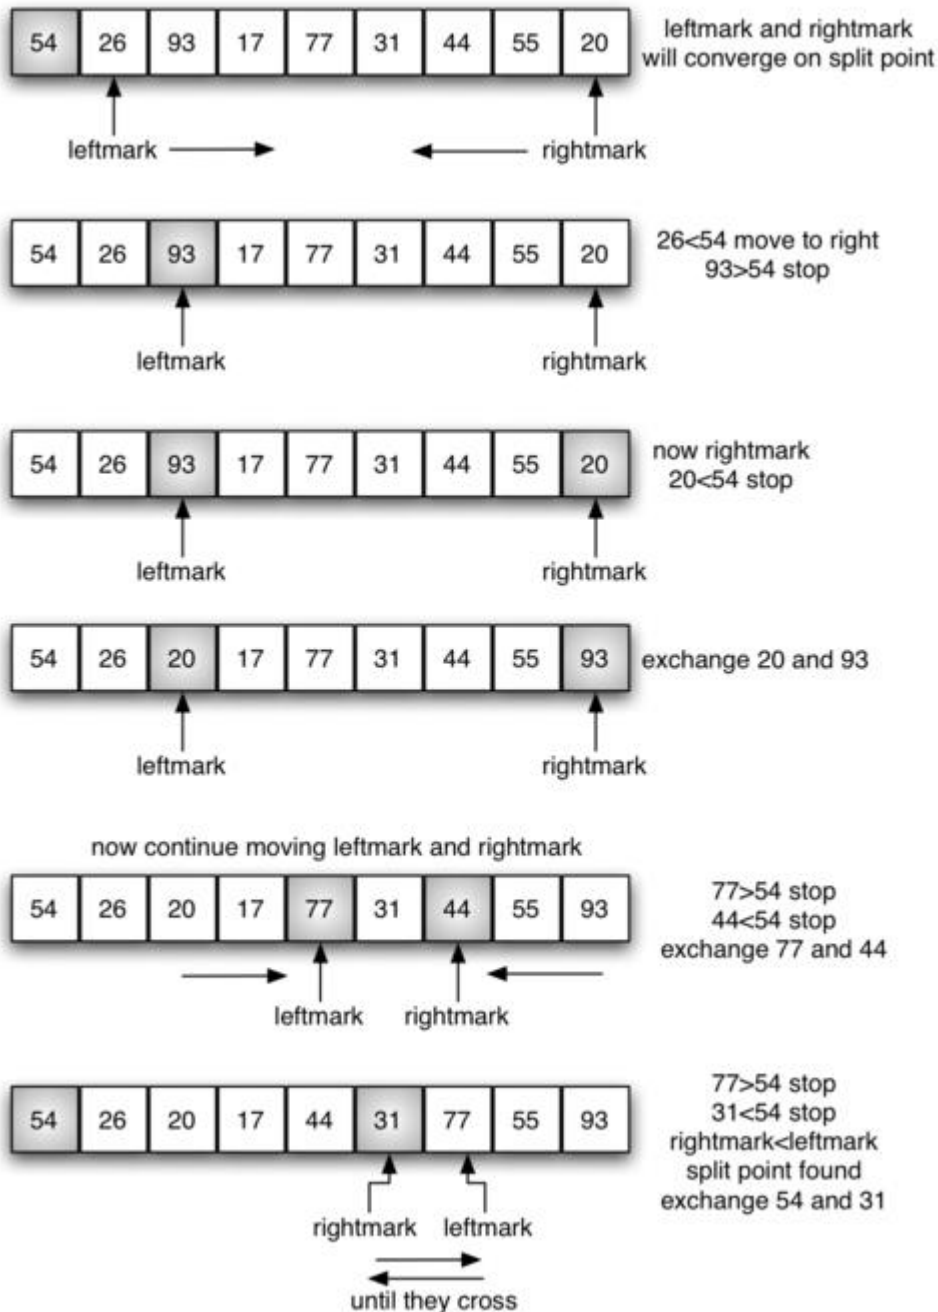 54 26 93 17 77 31 44 55 20
leftmark and rightmark
will converge on split point
leftmark rightmark
54 26 93 17 77 31 44 55 20
26<54 move to right
93>54 stop
leftmark rightmark
54 26 93 17 77 31 44 55 20
now rightmark
20<54 stop
leftmark rightmark
54 26 20 17 77 31 44 55 93
exchange 20 and 93
leftmark rightmark
now continue moving leftmark and rightmark
54 26 20 17 77 31 44 55 93
77>54 stop
44<54 stop
exchange 77 and 44
leftmark rightmark
54 26 20 17 44 31 77 55 93
77>54 stop
31<54 stop
rightmark<leftmark
split point found
exchange 54 and 31
rightmark leftmark
until they cross